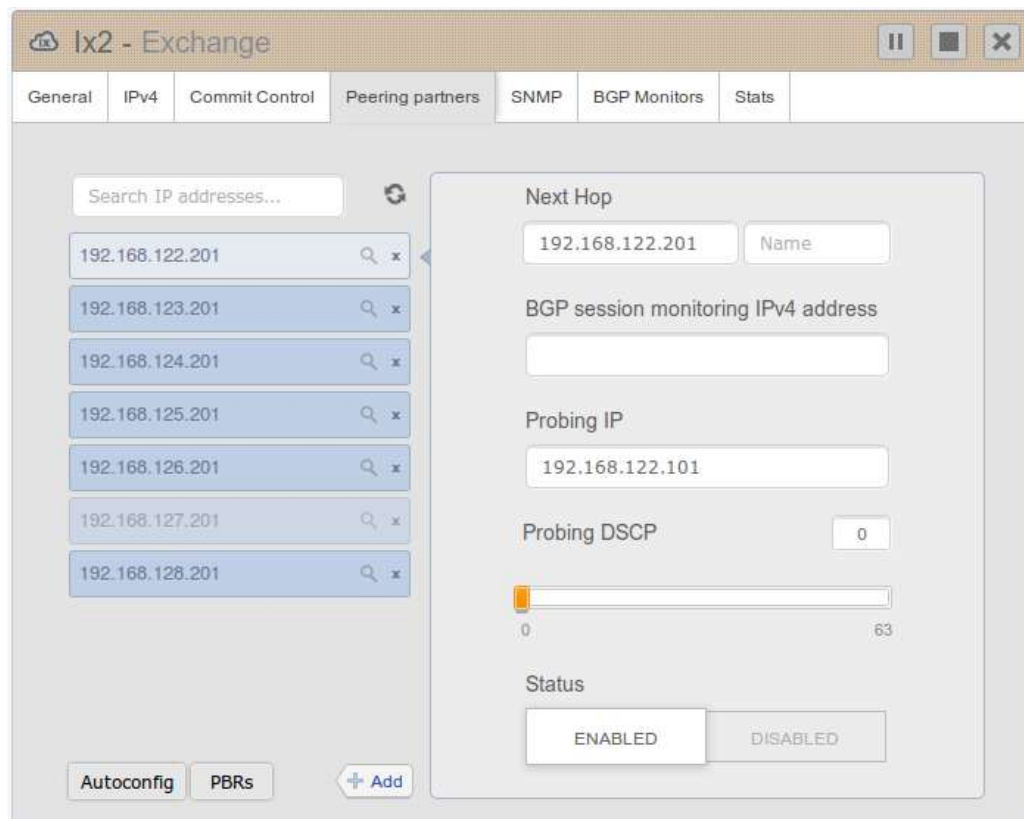 ix Ix2 - Exchange
General IPv4 Commit Control Peering partners SNMP BGP Monitors Stats
Search IP addresses...
192.168.122.201 x
192.168.123.201 x
192.168.124.201 x
192.168.125.201 x
192.168.126.201 x
192.168.127.201 x
192.168.128.201 x
Autoconfig PBRs + Add
Next Hop
192.168.122.201 Name
BGP session monitoring IPv4 address
Probing IP
192.168.122.101
Probing DSCP 0
0 63
Status
ENABLED DISABLED